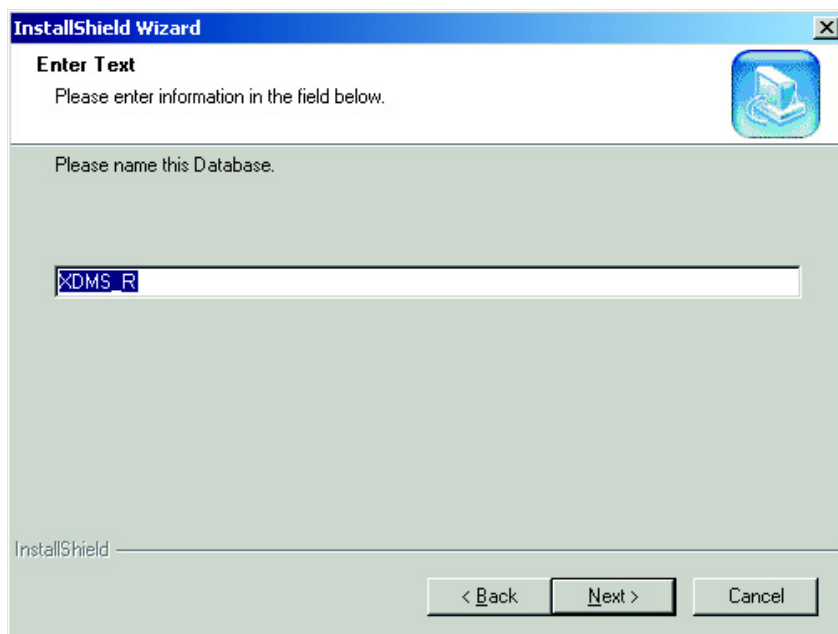 InstallShield Wizard
Enter Text
Please enter information in the field below.
Please name this Database.
XDMS_R
InstallShield
< Back Next > Cancel